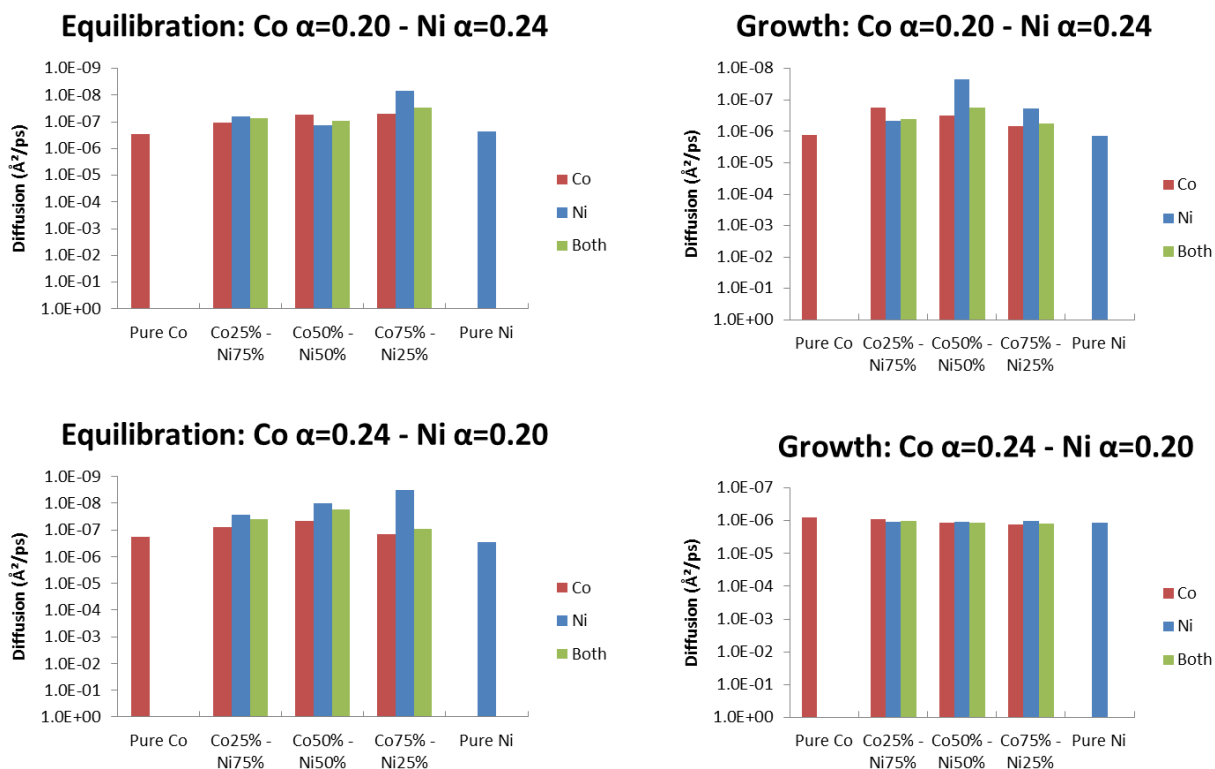 Equilibration: Co α=0.20 - Ni α=0.24
1.0E-09
1.0E-08
1.0E-07
1.0E-06
1.0E-05
1.0E-04
1.0E-03
1.0E-02
1.0E-01
1.0E+00
Diffusion (Å²/ps)
Pure Co
Co25% -
Ni75%
Co50% -
Ni50%
Co75% -
Ni25%
Pure Ni
Co
Ni
Both
Growth: Co α=0.20 - Ni α=0.24
1.0E-08
1.0E-07
1.0E-06
1.0E-05
1.0E-04
1.0E-03
1.0E-02
1.0E-01
1.0E+00
Diffusion (Å²/ps)
Pure Co
Co25% -
Ni75%
Co50% -
Ni50%
Co75% -
Ni25%
Pure Ni
Co
Ni
Both
Equilibration: Co α=0.24 - Ni α=0.20
1.0E-09
1.0E-08
1.0E-07
1.0E-06
1.0E-05
1.0E-04
1.0E-03
1.0E-02
1.0E-01
1.0E+00
Diffusion (Å²/ps)
Pure Co
Co25% -
Ni75%
Co50% -
Ni50%
Co75% -
Ni25%
Pure Ni
Co
Ni
Both
Growth: Co α=0.24 - Ni α=0.20
1.0E-07
1.0E-06
1.0E-05
1.0E-04
1.0E-03
1.0E-02
1.0E-01
1.0E+00
Diffusion (Å²/ps)
Pure Co
Co25% -
Ni75%
Co50% -
Ni50%
Co75% -
Ni25%
Pure Ni
Co
Ni
Both